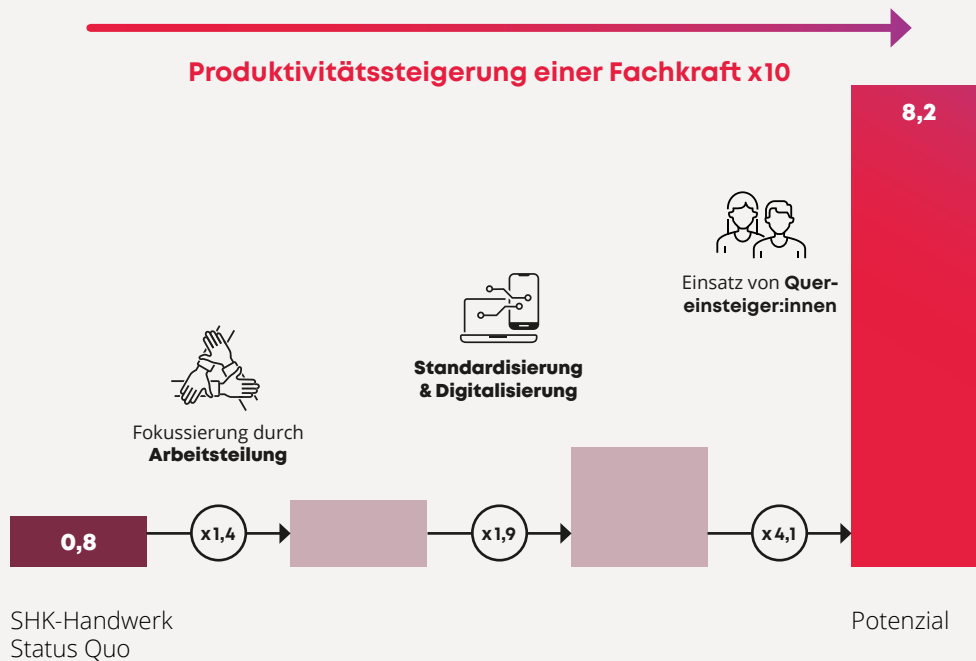 Produktivitätssteigerung einer Fachkraft x10
8,2
Einsatz von Quer-
einsteiger:innen
Standardisierung
& Digitalisierung
Fokussierung durch
Arbeitsteilung
0,8
x1,4
x1,9
x4,1
SHK-Handwerk
Status Quo
Potenzial